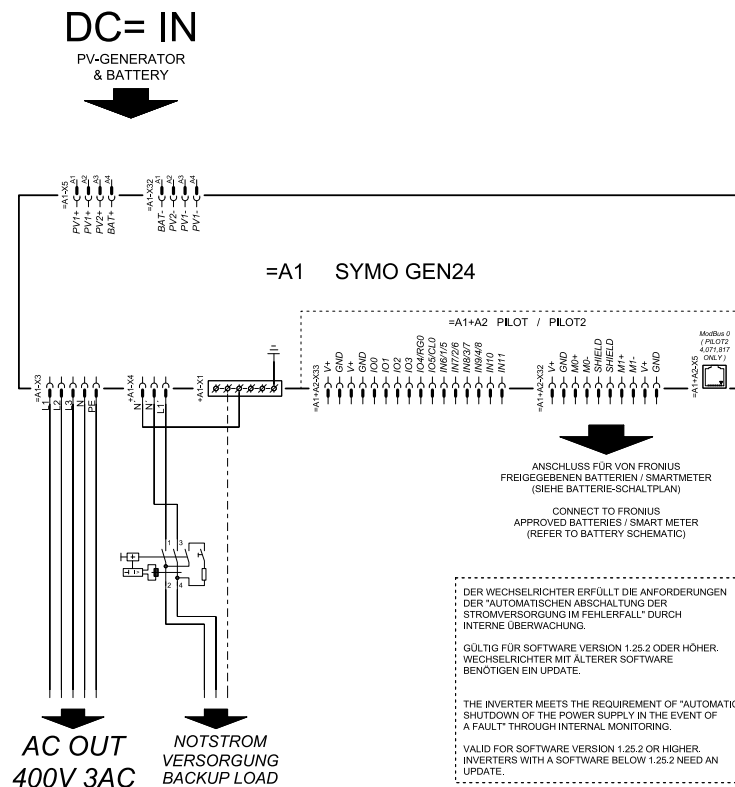 DC= IN
PV-GENERATOR
& BATTERY
=A1-X5
A1
A2
A3
A4
PV1+
PV1+
PV2+
BAT+
=A1-X32
A1
A2
A3
A4
BAT-
PV2-
PV1-
PV1-
=A1 SYMO GEN24
=A1+A2 PILOT / PILOT2
=A1-X3
L1
L2
L3
N
PE
+A1-X4
N´
N´
L1´
+A1-X1
=A1+A2-X33
V+
GND
V+
GND
IO0
IO1
IO2
IO3
IO4/RG0
IO5/CL0
IN6/1/5
IN7/2/6
IN8/3/7
IN9/4/8
IN10
IN11
=A1+A2-X32
V+
GND
M0+
M0-
SHIELD
SHIELD
M1+
M1-
V+
GND
ModBus 0
( PILOT2
4,071,817
ONLY )
=A1+A2-X5
ANSCHLUSS FÜR VON FRONIUS
FREIGEGEBENEN BATTERIEN / SMARTMETER
(SIEHE BATTERIE-SCHALTPLAN)
CONNECT TO FRONIUS
APPROVED BATTERIES / SMART METER
(REFER TO BATTERY SCHEMATIC)
1 3
2 4
DER WECHSELRICHTER ERFÜLLT DIE ANFORDERUNGEN
DER "AUTOMATISCHEN ABSCHALTUNG DER
STROMVERSORGUNG IM FEHLERFALL" DURCH
INTERNE ÜBERWACHUNG.
GÜLTIG FÜR SOFTWARE VERSION 1.25.2 ODER HÖHER.
WECHSELRICHTER MIT ÄLTERER SOFTWARE
BENÖTIGEN EIN UPDATE.
THE INVERTER MEETS THE REQUIREMENT OF "AUTOMATIC
SHUTDOWN OF THE POWER SUPPLY IN THE EVENT OF
A FAULT" THROUGH INTERNAL MONITORING.
VALID FOR SOFTWARE VERSION 1.25.2 OR HIGHER.
INVERTERS WITH A SOFTWARE BELOW 1.25.2 NEED AN
UPDATE.
AC OUT
400V 3AC
NOTSTROM
VERSORGUNG
BACKUP LOAD